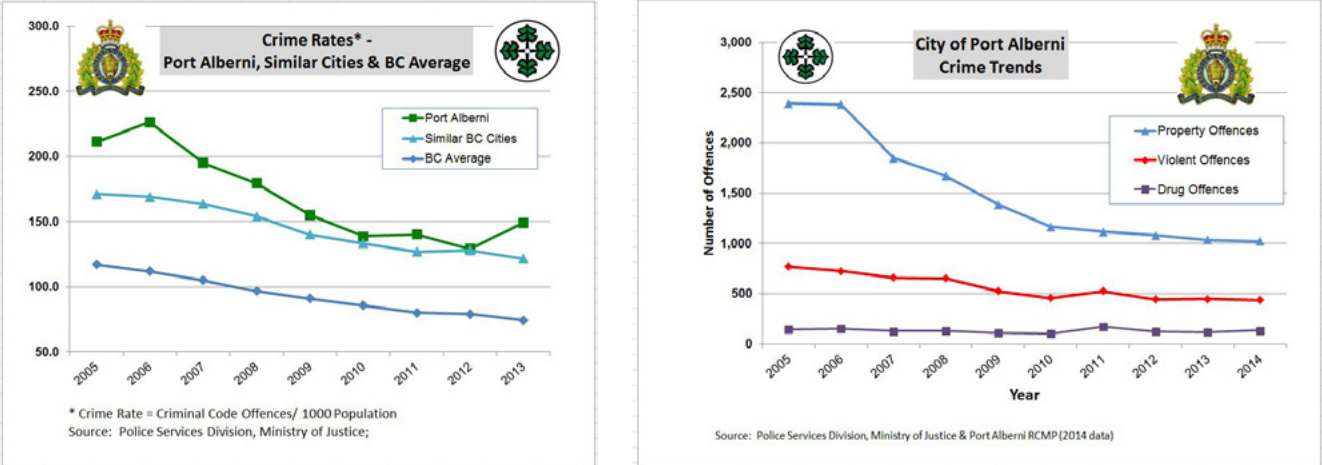 Crime Rates* -
Port Alberni, Similar Cities & BC Average
300.0
250.0
200.0
150.0
100.0
50.0
Port Alberni
Similar BC Cities
BC Average
2005 2006 2007 2008 2009 2010 2011 2012 2013
* Crime Rate = Criminal Code Offences/ 1000 Population
Source: Police Services Division, Ministry of Justice;
City of Port Alberni
Crime Trends
3,000
2,500
2,000
1,500
1,000
500
0
Number of Offences
Property Offences
Violent Offences
Drug Offences
2005 2006 2007 2008 2009 2010 2011 2012 2013 2014
Year
Source: Police Services Division, Ministry of Justice & Port Alberni RCMP (2014 data)